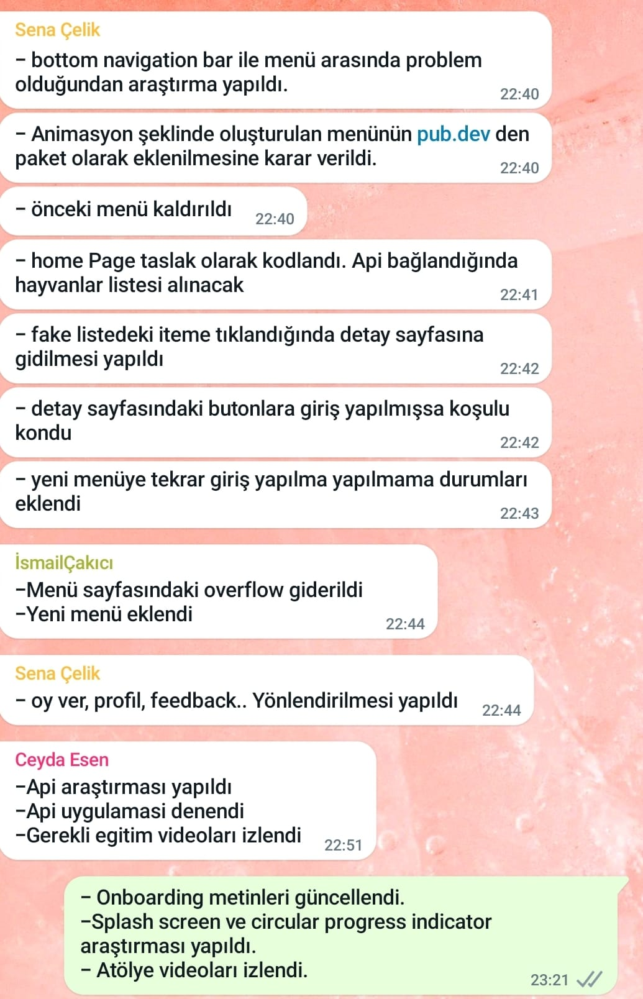 Sena Çelik
– bottom navigation bar ile menü arasında problem
olduğundan araştırma yapıldı.
22:40
– Animasyon şeklinde oluşturulan menünün pub.dev den
paket olarak eklenilmesine karar verildi.
22:40
– önceki menü kaldırıldı
22:40
– home Page taslak olarak kodlandı. Api bağlandığında
hayvanlar listesi alınacak
22:41
– fake listedeki iteme tıklandığında detay sayfasına
gidilmesi yapıldı
22:42
– detay sayfasındaki butonlara giriş yapılmışsa koşulu
kondu
22:42
– yeni menüye tekrar giriş yapılma yapılmama durumları
eklendi
22:43
İsmailÇakıcı
–Menü sayfasındaki overflow giderildi
–Yeni menü eklendi
22:44
Sena Çelik
– oy ver, profil, feedback.. Yönlendirilmesi yapıldı
22:44
Ceyda Esen
–Api araştırması yapıldı
–Api uygulamasi denendi
–Gerekli egitim videoları izlendi
22:51
– Onboarding metinleri güncellendi.
–Splash screen ve circular progress indicator
araştırması yapıldı.
– Atölye videoları izlendi.
23:21